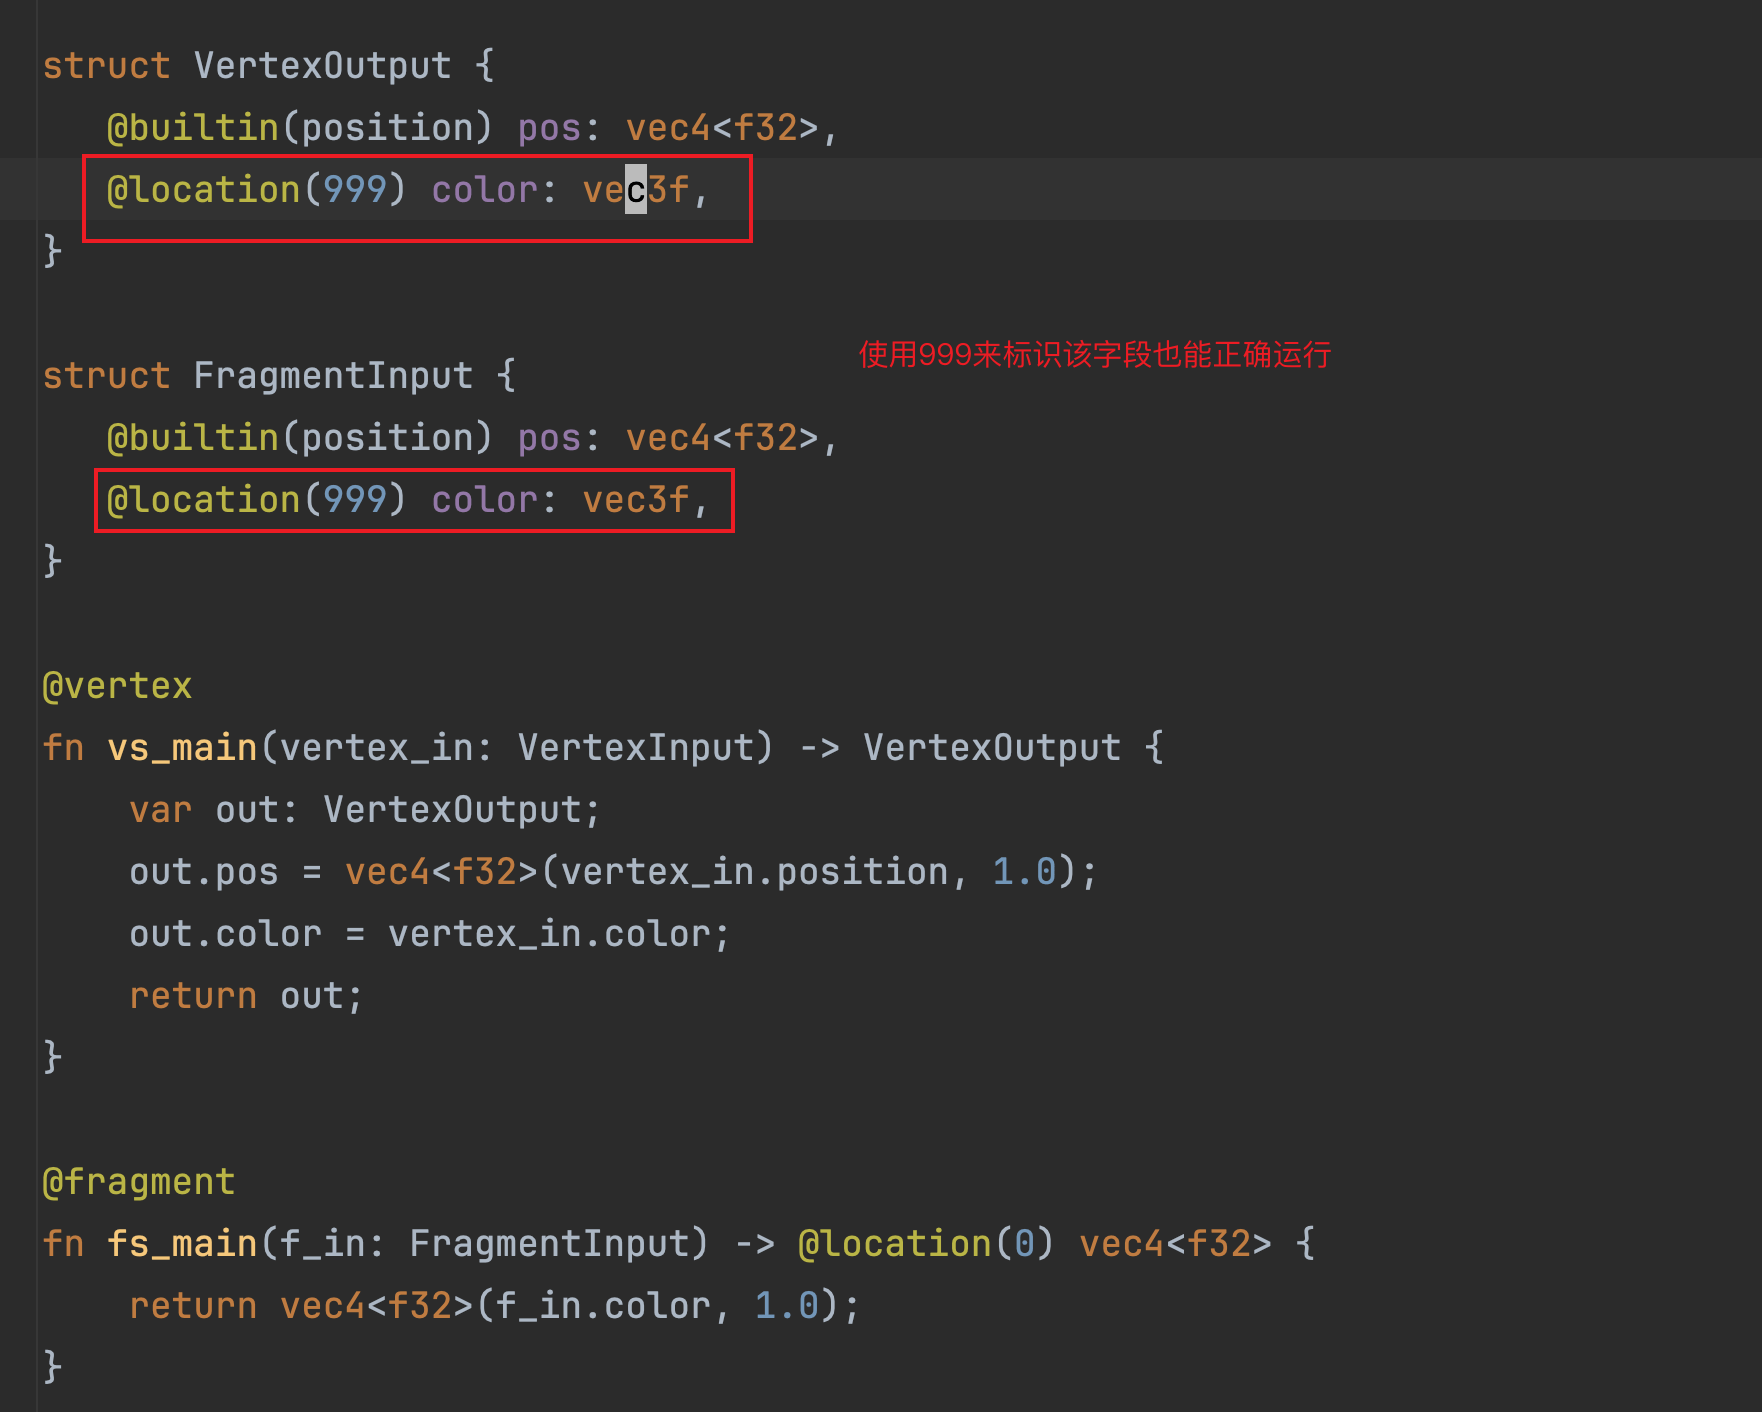 struct VertexOutput {
@builtin(position) pos: vec4<f32>,
@location(999) color: vec3f,
}
使用999来标识该字段也能正确运行
struct FragmentInput {
@builtin(position) pos: vec4<f32>,
@location(999) color: vec3f,
}
@vertex
fn vs_main(vertex_in: VertexInput) -> VertexOutput {
var out: VertexOutput;
out.pos = vec4<f32>(vertex_in.position, 1.0);
out.color = vertex_in.color;
return out;
}
@fragment
fn fs_main(f_in: FragmentInput) -> @location(0) vec4<f32> {
return vec4<f32>(f_in.color, 1.0);
}